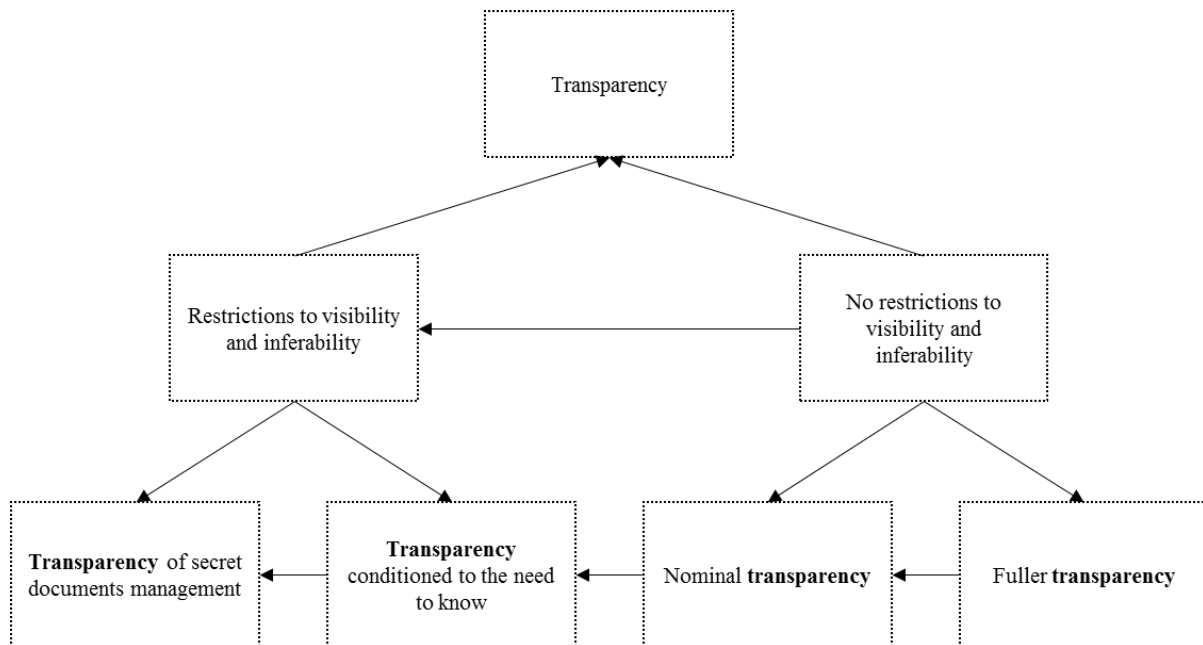 Transparency
Restrictions to visibility
and inferability
No restrictions to
visibility and
inferability
Transparency of secret
documents management
Transparency
conditioned to the need
to know
Nominal transparency
Fuller transparency